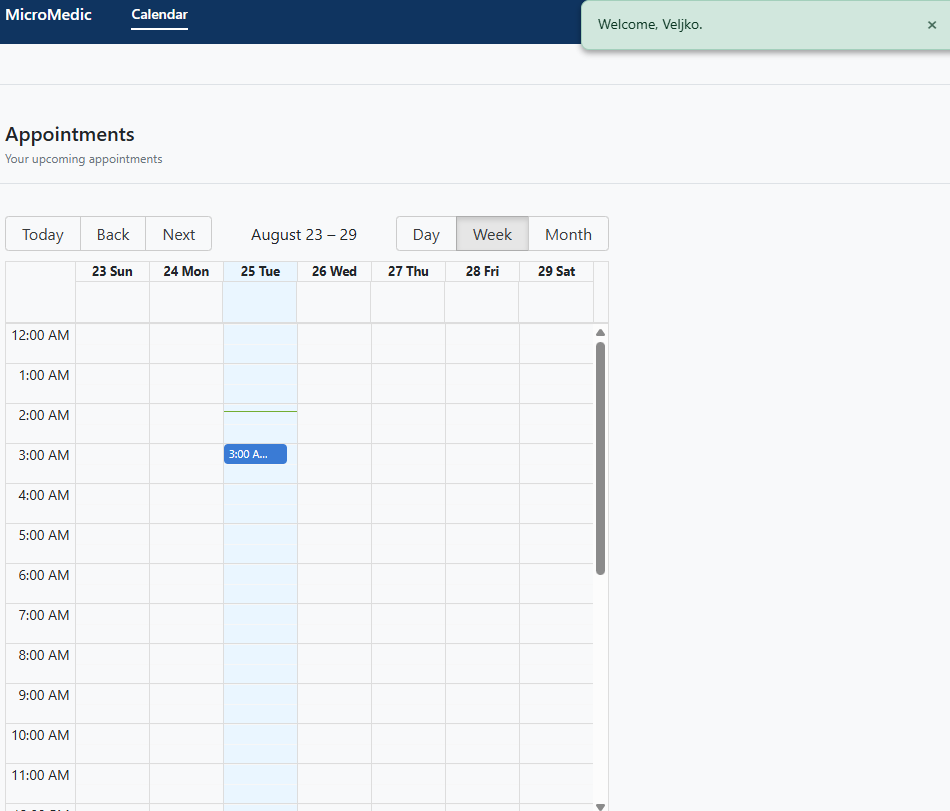 MicroMedic Calendar
Welcome, Veljko. ×
Appointments
Your upcoming appointments
Today Back Next August 23 – 29 Day Week Month
23 Sun 24 Mon 25 Tue 26 Wed 27 Thu 28 Fri 29 Sat
12:00 AM
1:00 AM
2:00 AM
3:00 AM 3:00 A...
4:00 AM
5:00 AM
6:00 AM
7:00 AM
8:00 AM
9:00 AM
10:00 AM
11:00 AM